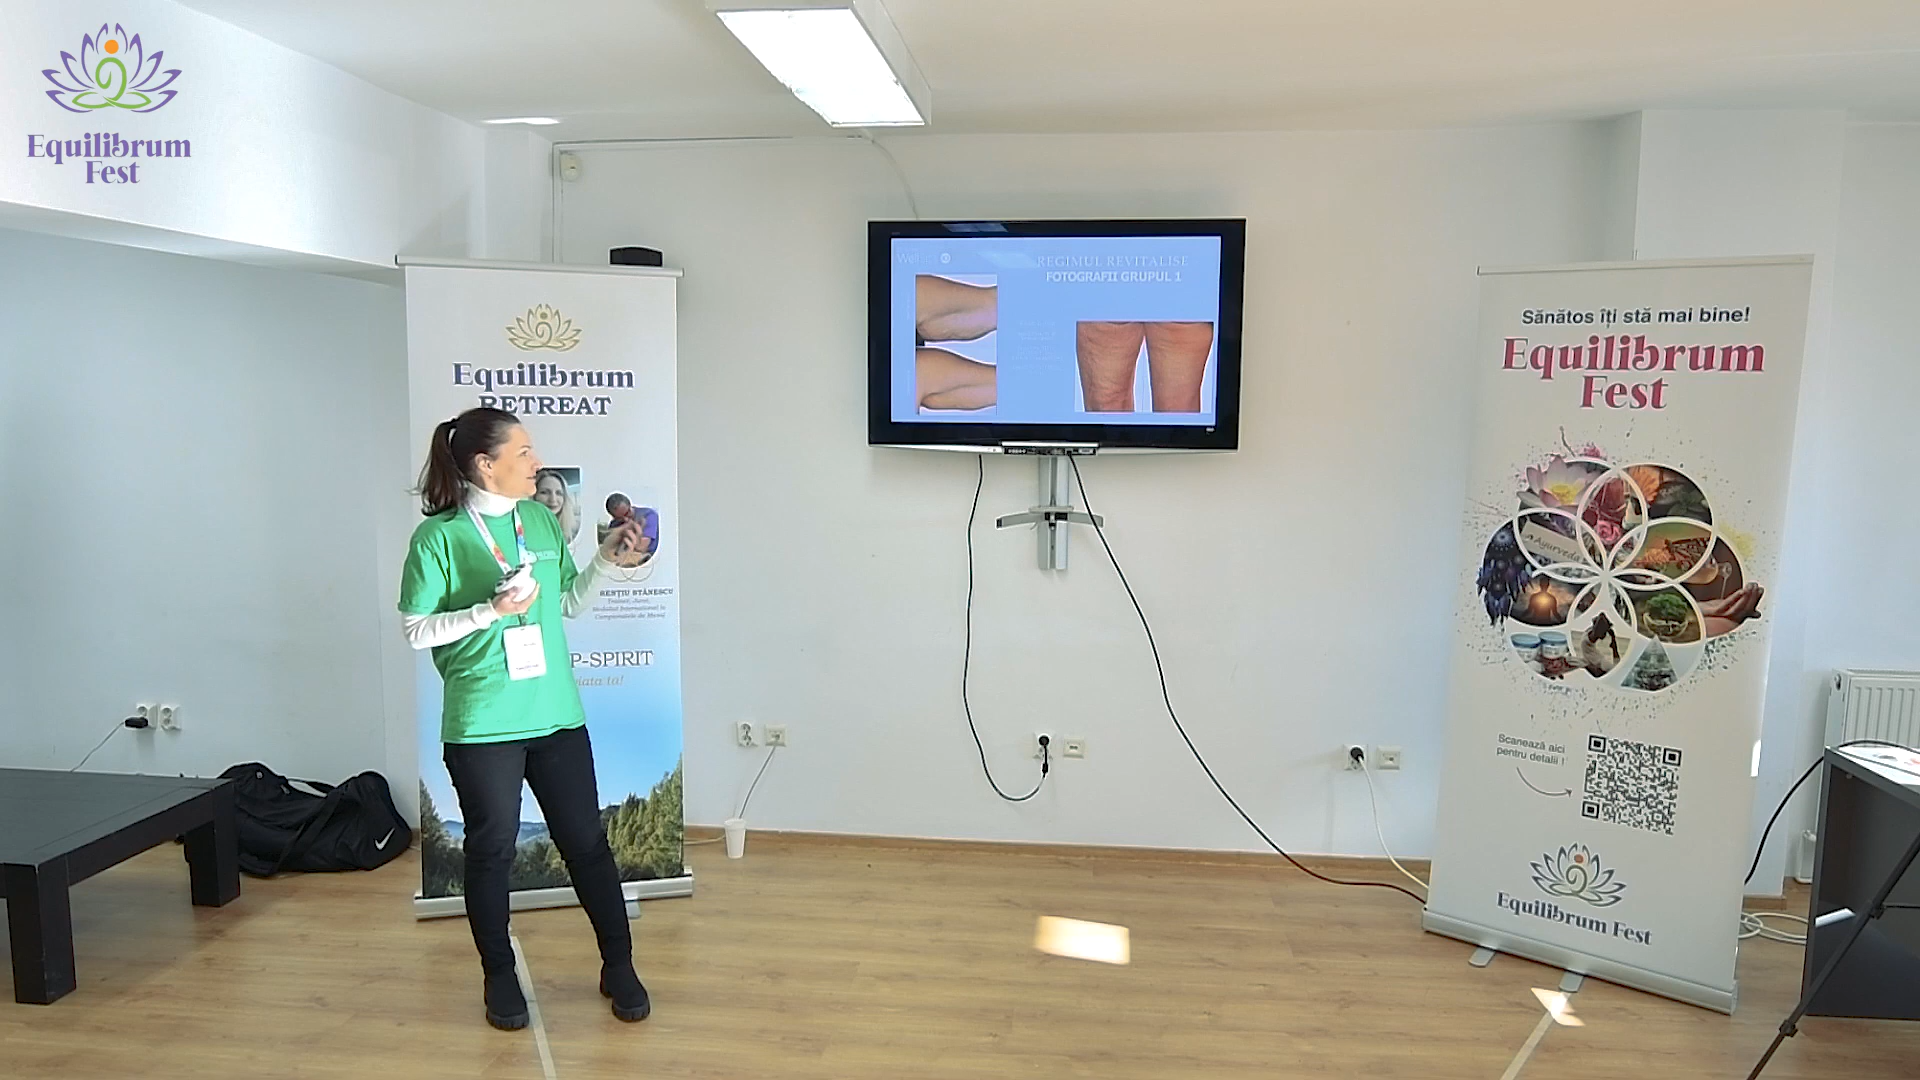 Equilibrum
Fest
Equilibrum
RETREAT
P-SPIRIT
REGIMUL REVITALISE
FOTOGRAFII GRUPUL 1
Sănătos îți stă mai bine!
Equilibrum
Fest
Ayurveda
Scanează aici
pentru detalii !
Equilibrum Fest